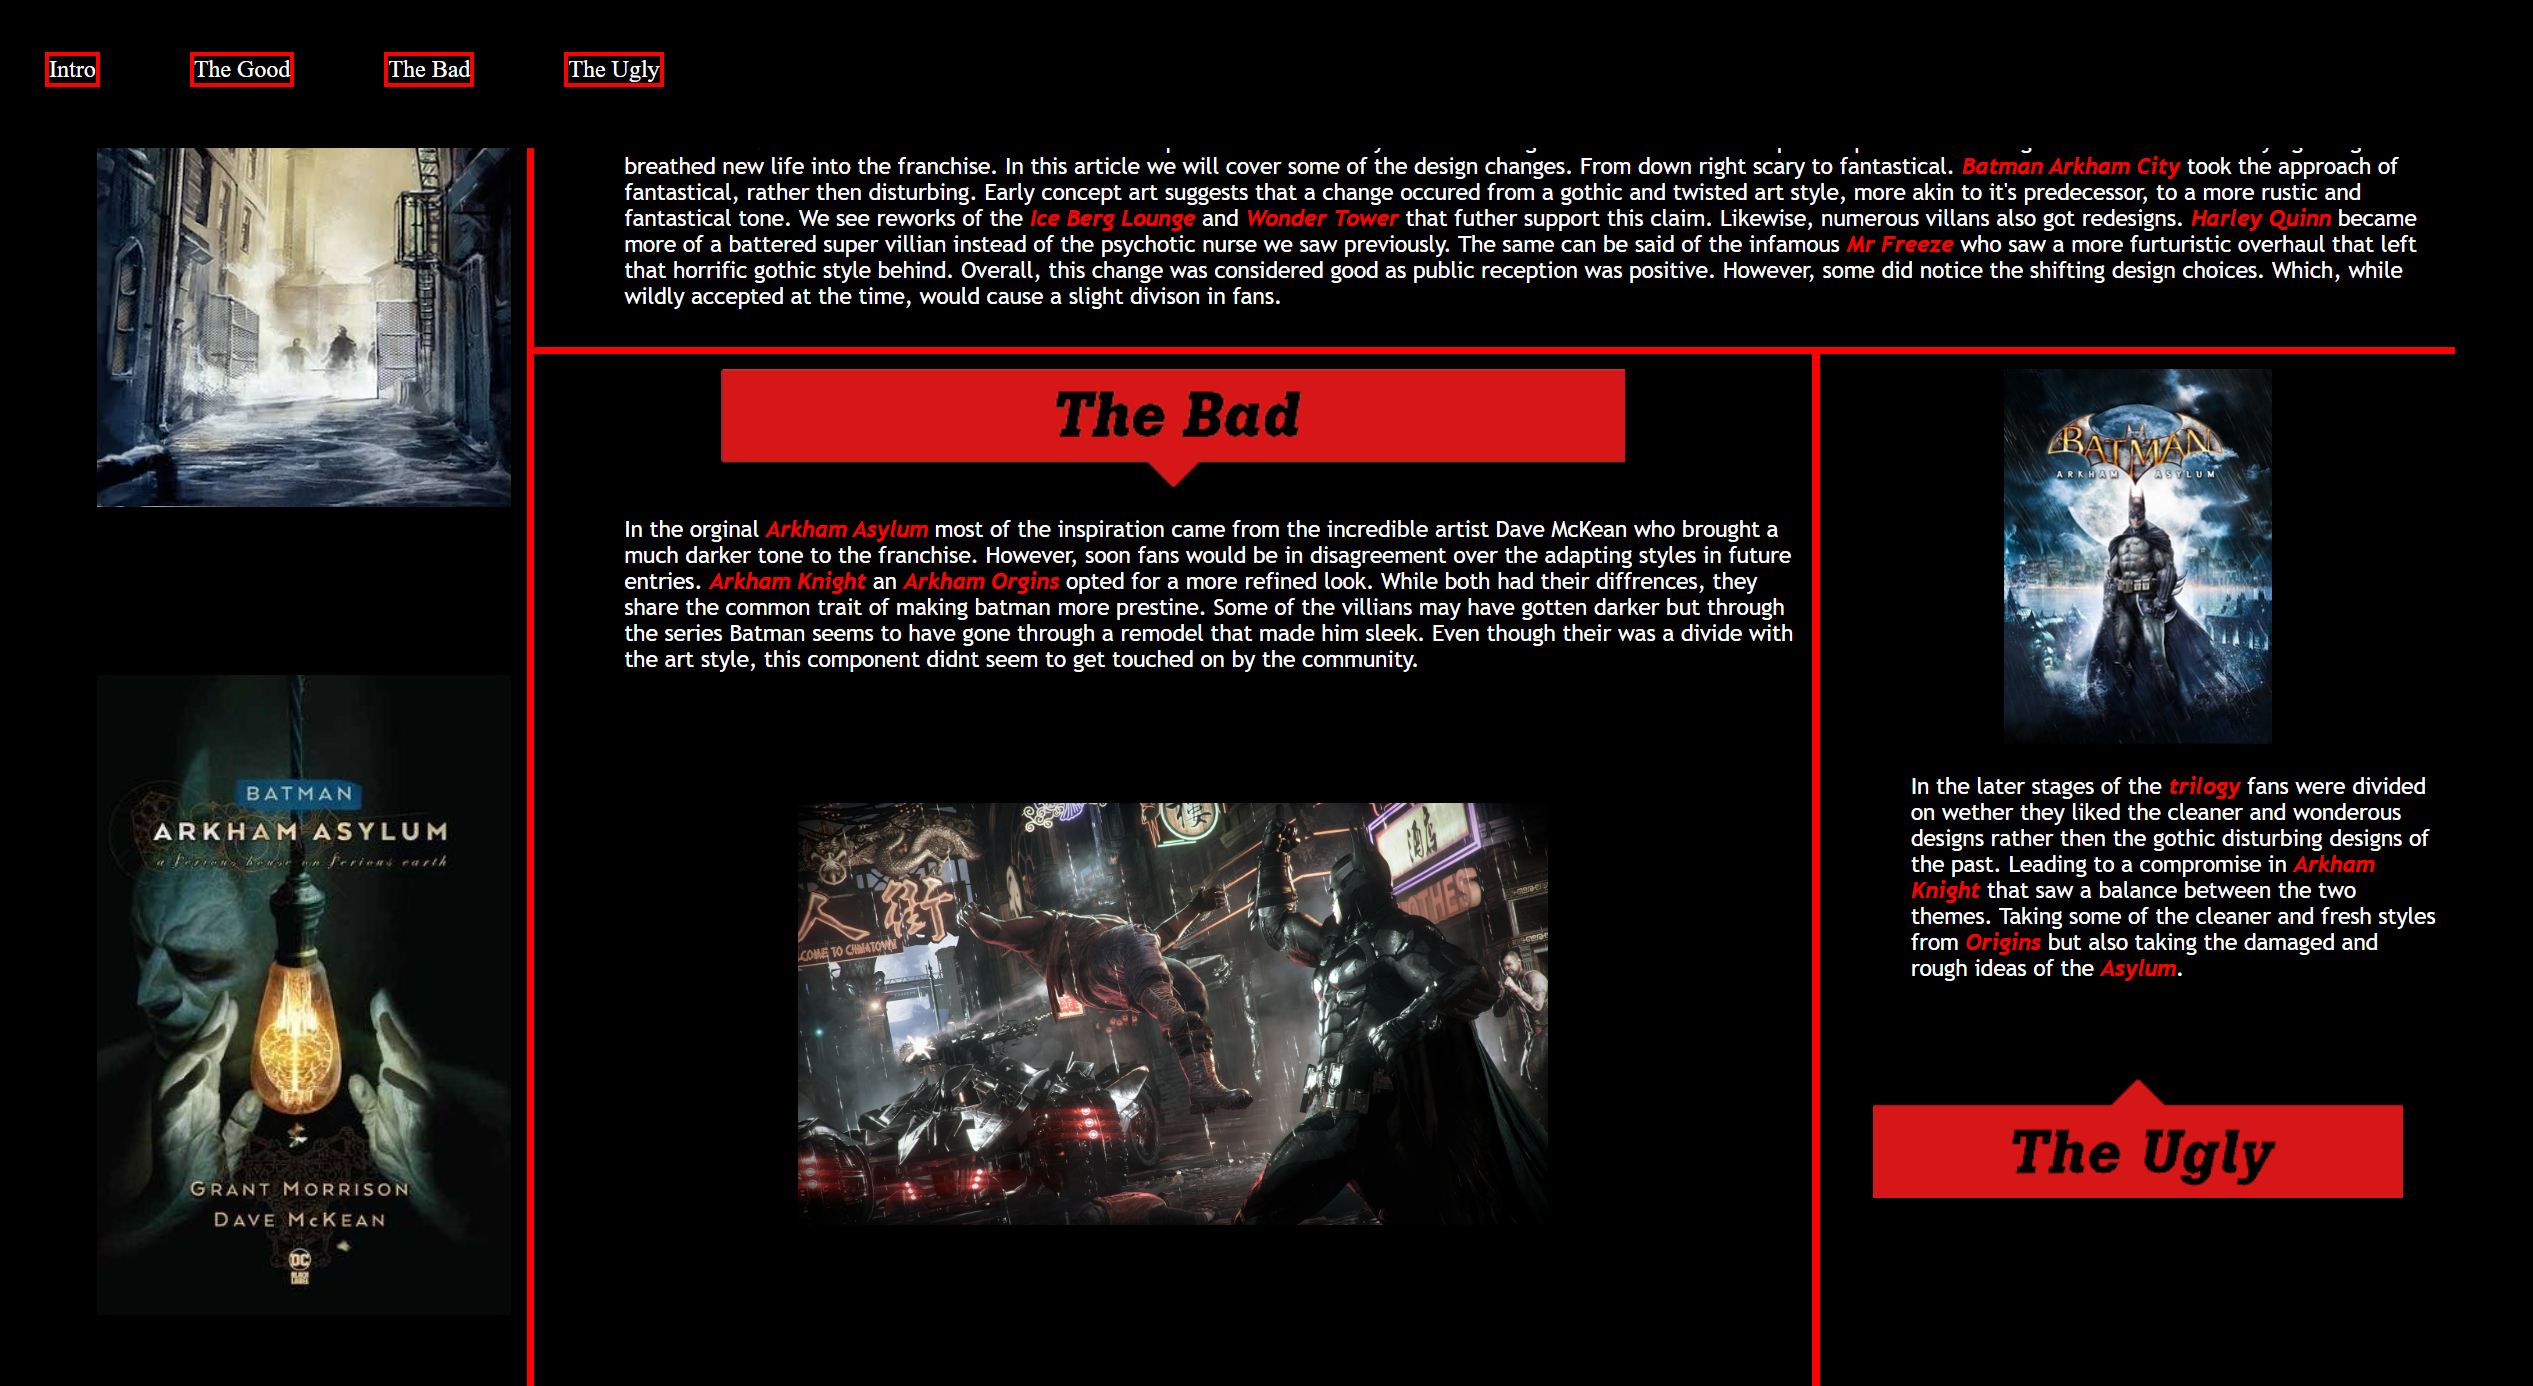 Intro
The Good
The Bad
The Ugly
breathed new life into the franchise. In this article we will cover some of the design changes. From down right scary to fantastical. Batman Arkham City took the approach of
fantastical, rather then disturbing. Early concept art suggests that a change occured from a gothic and twisted art style, more akin to it's predecessor, to a more rustic and
fantastical tone. We see reworks of the Ice Berg Lounge and Wonder Tower that futher support this claim. Likewise, numerous villans also got redesigns. Harley Quinn became
more of a battered super villian instead of the psychotic nurse we saw previously. The same can be said of the infamous Mr Freeze who saw a more furturistic overhaul that left
that horrific gothic style behind. Overall, this change was considered good as public reception was positive. However, some did notice the shifting design choices. Which, while
wildly accepted at the time, would cause a slight divison in fans.
The Bad
In the orginal Arkham Asylum most of the inspiration came from the incredible artist Dave McKean who brought a
much darker tone to the franchise. However, soon fans would be in disagreement over the adapting styles in future
entries. Arkham Knight an Arkham Orgins opted for a more refined look. While both had their diffrences, they
share the common trait of making batman more prestine. Some of the villians may have gotten darker but through
the series Batman seems to have gone through a remodel that made him sleek. Even though their was a divide with
the art style, this component didnt seem to get touched on by the community.
BATMAN
ARKHAM ASYLUM
In the later stages of the trilogy fans were divided
on wether they liked the cleaner and wonderous
designs rather then the gothic disturbing designs of
the past. Leading to a compromise in Arkham
Knight that saw a balance between the two
themes. Taking some of the cleaner and fresh styles
from Origins but also taking the damaged and
rough ideas of the Asylum.
The Ugly
BATMAN
ARKHAM ASYLUM
a serious house on serious earth
GRANT MORRISON
DAVE McKEAN
DC
BLACK
LABEL
COME TO CHINATOWN
酒店